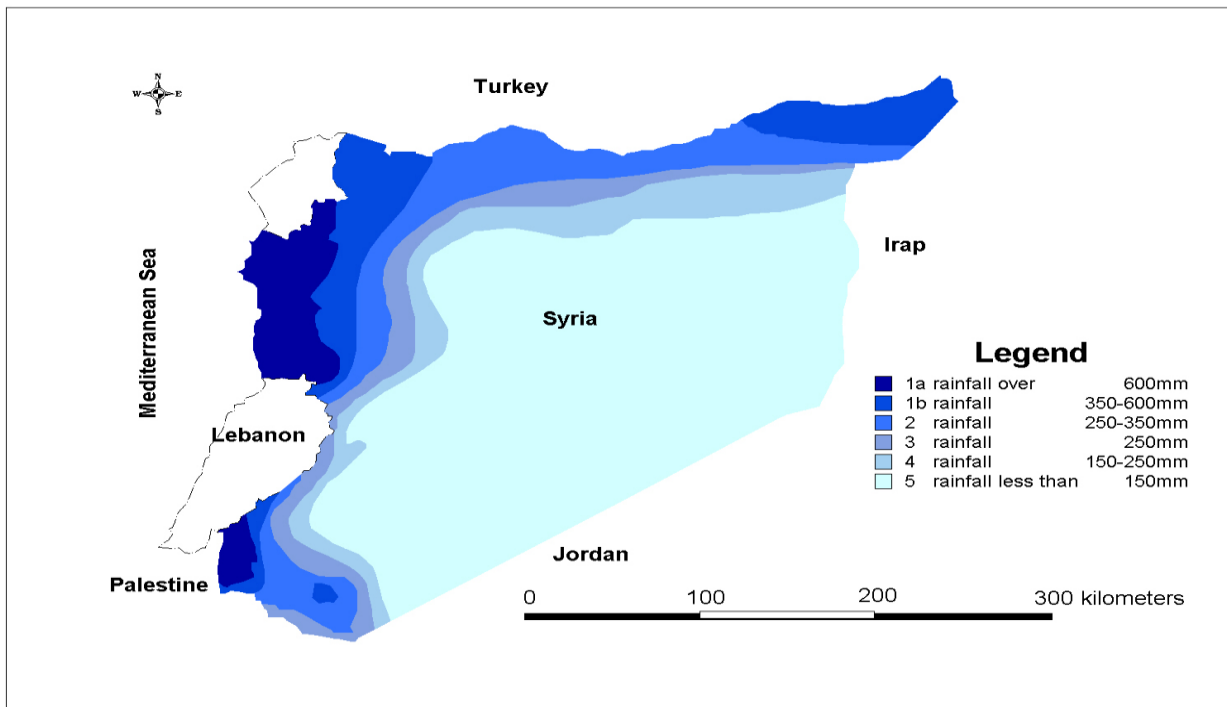 N
W E
S
Turkey
Irap
Mediterranean Sea
Syria
Legend
1a rainfall over 600mm
1b rainfall 350-600mm
2 rainfall 250-350mm
3 rainfall 250mm
4 rainfall 150-250mm
5 rainfall less than 150mm
Lebanon
Jordan
Palestine
0 100 200 300 kilometers